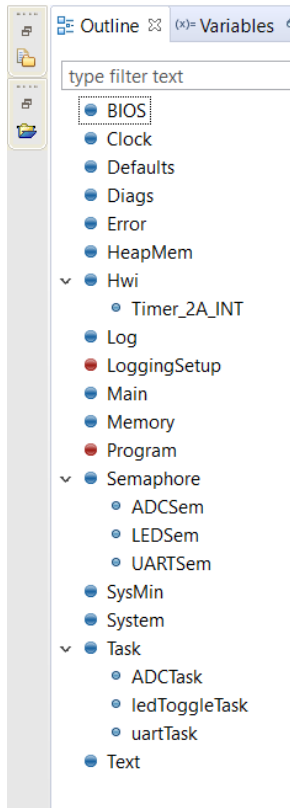 Outline (x)= Variables
type filter text
BIOS
Clock
Defaults
Diags
Error
HeapMem
Hwi
Timer_2A_INT
Log
LoggingSetup
Main
Memory
Program
Semaphore
ADCSem
LEDSem
UARTSem
SysMin
System
Task
ADCTask
ledToggleTask
uartTask
Text